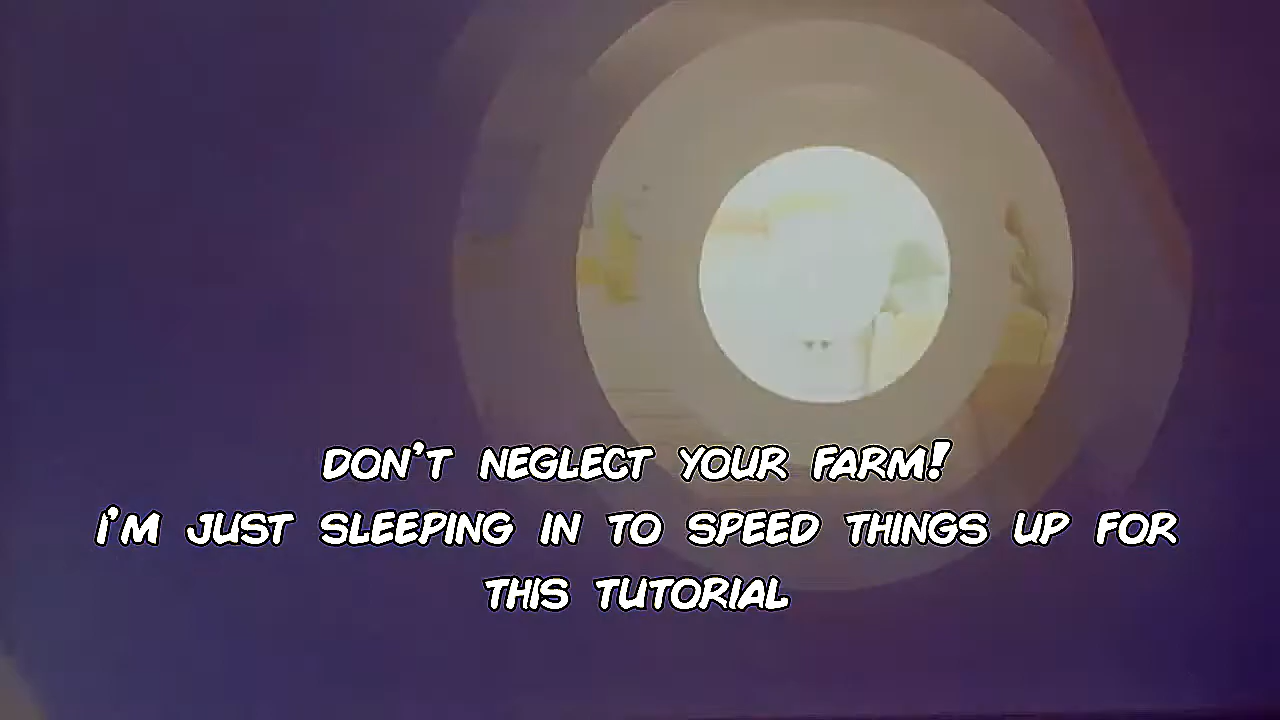 DON'T NEGLECT YOUR FARM!
I'M JUST SLEEPING IN TO SPEED THINGS UP FOR
THIS TUTORIAL